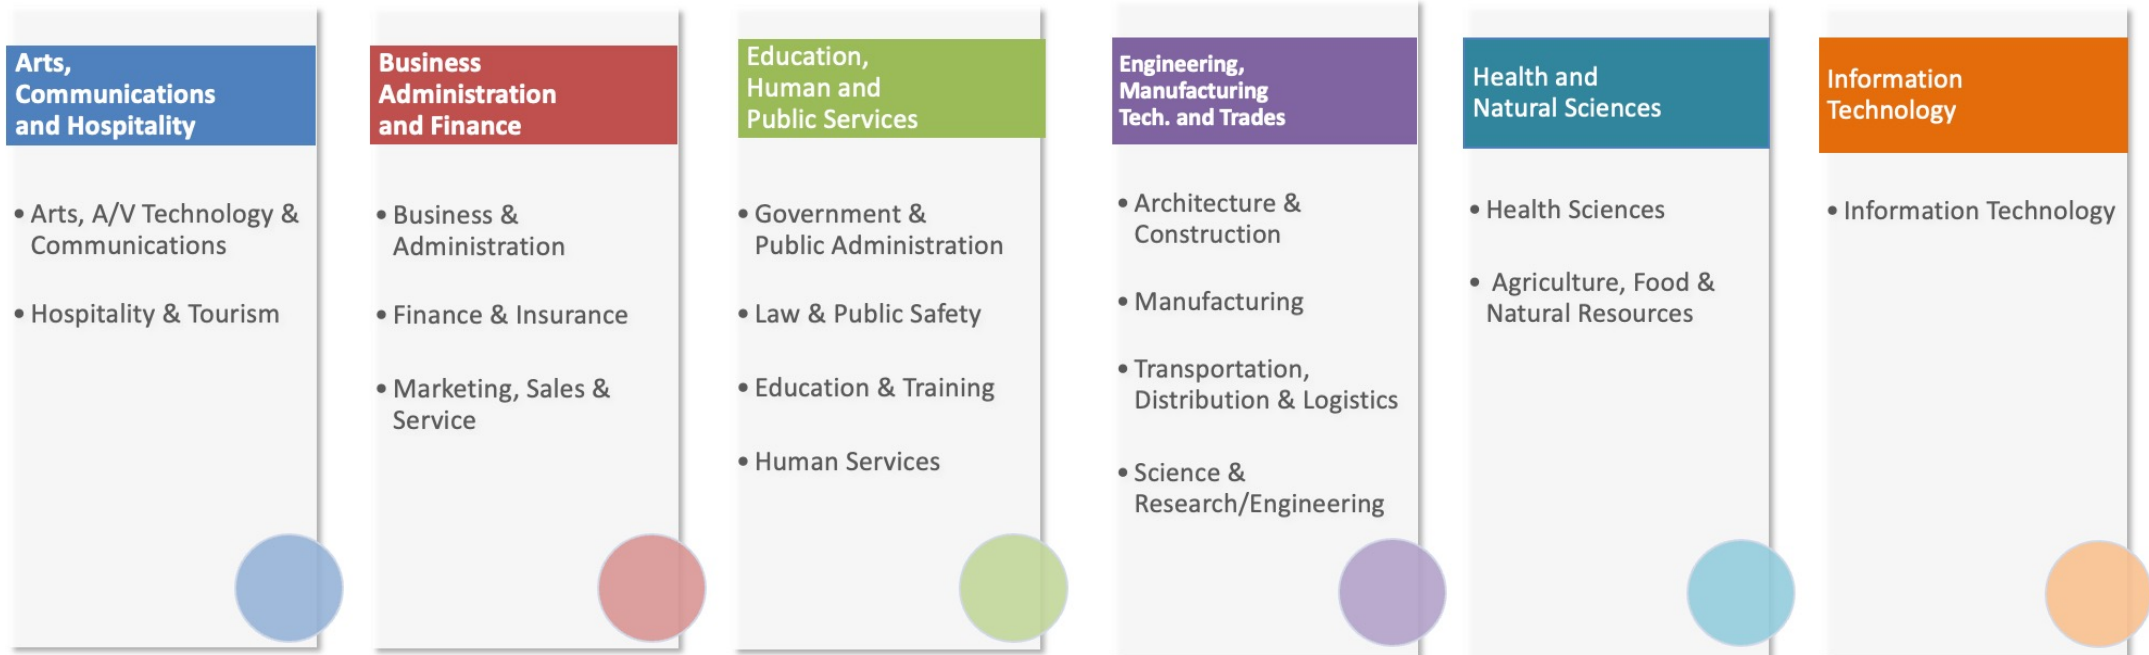 Arts,
Communications
and Hospitality
• Arts, A/V Technology &
Communications
• Hospitality & Tourism
Business
Administration
and Finance
• Business &
Administration
• Finance & Insurance
• Marketing, Sales &
Service
Education,
Human and
Public Services
• Government &
Public Administration
• Law & Public Safety
• Education & Training
• Human Services
Engineering,
Manufacturing
Tech. and Trades
• Architecture &
Construction
• Manufacturing
• Transportation,
Distribution & Logistics
• Science &
Research/Engineering
Health and
Natural Sciences
• Health Sciences
• Agriculture, Food &
Natural Resources
Information
Technology
• Information Technology